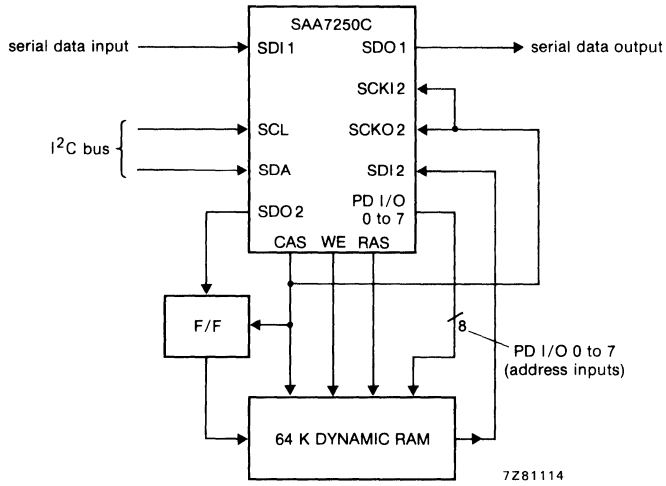 SAA7250C
serial data input
SDI 1
SDO 1
serial data output
SCKI 2
I²C bus
SCL
SCKO 2
SDA
SDI 2
SDO 2
PD I/O
0 to 7
CAS WE RAS
F/F
8
PD I/O 0 to 7
(address inputs)
64 K DYNAMIC RAM
7Z81114